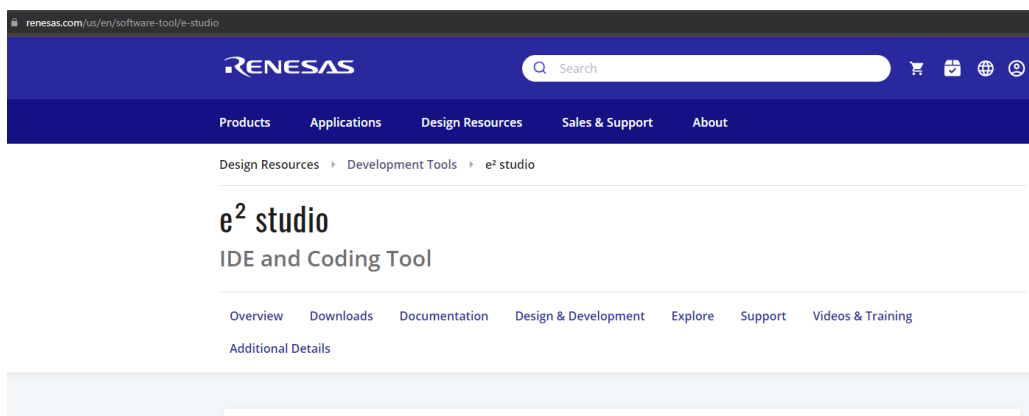 renesas.com/us/en/software-tool/e-studio
RENESAS
Search
Products Applications Design Resources Sales & Support About
Design Resources Development Tools e² studio
e² studio
IDE and Coding Tool
Overview Downloads Documentation Design & Development Explore Support Videos & Training
Additional Details